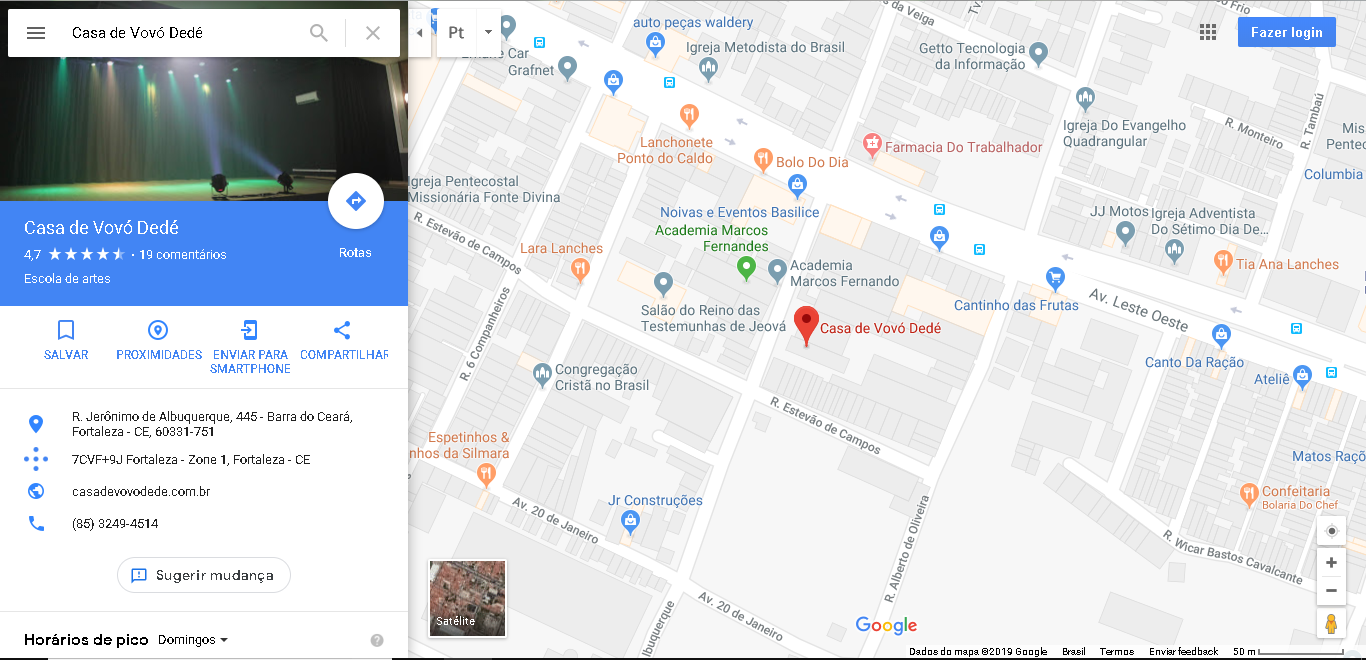 Casa de Vovó Dedé
Casa de Vovó Dedé
4,7
· 19 comentários
Escola de artes
Rotas
SALVAR
PROXIMIDADES
ENVIAR PARA
SMARTPHONE
COMPARTILHAR
R. Jerônimo de Albuquerque, 445 - Barra do Ceará,
Fortaleza - CE, 60331-751
7CVF+9J Fortaleza - Zone 1, Fortaleza - CE
casadevovodede.com.br
(85) 3249-4514
Sugerir mudança
Horários de pico Domingos
Pt
Fazer login
auto peças waldery
da Veiga
do Frio
Car
Grafnet
Igreja Metodista do Brasil
Getto Tecnologia
da Informação
Igreja Do Evangelho
Quadrangular
R. Monteiro
R. Tambaú
Columbia
Lanchonete
Ponto do Caldo
Bolo Do Dia
Farmacia Do Trabalhador
Igreja Pentecostal
Missionária Fonte Divina
R. Estevão de Campos
Noivas e Eventos Basilice
Academia Marcos
Fernandes
Academia
Marcos Fernando
Lara Lanches
JJ Motos
Igreja Adventista
Do Sétimo Dia De...
Tia Ana Lanches
Salão do Reino das
Testemunhas de Jeová
Casa de Vovó Dedé
Cantinho das Frutas
Av. Leste Oeste
R. 6 Companheiros
Congregação
Cristã no Brasil
Canto Da Ração
Ateliê
R. Estevão de Campos
Espetinhos &
nhos da Silmara
Matos Raçõ
Jr Construções
Av. 20 de Janeiro
Confeitaria
Bolaria Do Chef
R. Alberto de Oliveira
R. Wicar Bastos Cavalcante
Av. 20 de Janeiro
lbuquerque
Satélite
Google
Dados do mapa ©2019 Google
Brasil
Termos
Enviar feedback
50 m